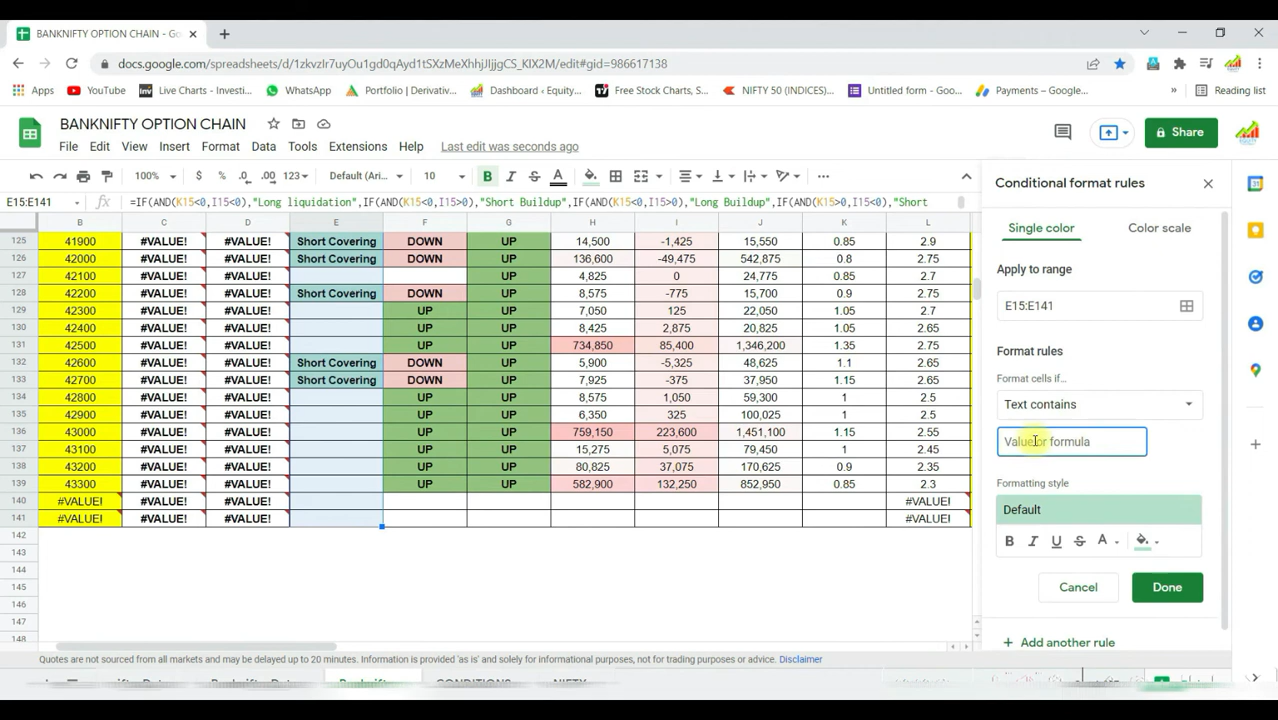 BANKNIFTY OPTION CHAIN - Go
docs.google.com/spreadsheets/d/1zkvzIr7uyOu1gd0qAyd1tSXzMeXhhjJIjjgCS_KIX2M/edit#gid=986617138
Apps YouTube Live Charts - Investi... WhatsApp Portfolio | Derivativ... Dashboard ‹ Equity... Free Stock Charts, S... NIFTY 50 (INDICES)... Untitled form - Goo... Payments – Google... » Reading list
BANKNIFTY OPTION CHAIN
Share
File Edit View Insert Format Data Tools Extensions Help Last edit was seconds ago
100% $ % .0 .00 123 Default (Ari... 10 B I S A
E15:E141 fx =IF(AND(K15<0,I15<0),"Long liquidation",IF(AND(K15<0,I15>0),"Short Buildup",IF(AND(K15>0,I15>0),"Long Buildup",IF(AND(K15>0,I15<0),"Short
B C D E F G H I J K L
125 41900 #VALUE! #VALUE! Short Covering DOWN UP 14,500 -1,425 15,550 0.85 2.9
126 42000 #VALUE! #VALUE! Short Covering DOWN UP 136,600 -49,475 542,875 0.8 2.75
127 42100 #VALUE! #VALUE! UP 4,825 0 24,775 0.85 2.7
128 42200 #VALUE! #VALUE! Short Covering DOWN UP 8,575 -775 15,700 0.9 2.75
129 42300 #VALUE! #VALUE! UP UP 7,050 125 22,050 1.05 2.7
130 42400 #VALUE! #VALUE! UP UP 8,425 2,875 20,825 1.05 2.65
131 42500 #VALUE! #VALUE! UP UP 734,850 85,400 1,346,200 1.35 2.75
132 42600 #VALUE! #VALUE! Short Covering DOWN UP 5,900 -5,325 48,625 1.1 2.65
133 42700 #VALUE! #VALUE! Short Covering DOWN UP 7,925 -375 37,950 1.15 2.65
134 42800 #VALUE! #VALUE! UP UP 8,575 1,050 59,300 1 2.5
135 42900 #VALUE! #VALUE! UP UP 6,350 325 100,025 1 2.5
136 43000 #VALUE! #VALUE! UP UP 759,150 223,600 1,451,100 1.15 2.55
137 43100 #VALUE! #VALUE! UP UP 15,275 5,075 79,450 1 2.45
138 43200 #VALUE! #VALUE! UP UP 80,825 37,075 170,625 0.9 2.35
139 43300 #VALUE! #VALUE! UP UP 582,900 132,250 852,950 0.85 2.3
140 #VALUE! #VALUE! #VALUE! #VALUE!
141 #VALUE! #VALUE! #VALUE! #VALUE!
142
143
144
145
146
147
148
Quotes are not sourced from all markets and may be delayed up to 20 minutes. Information is provided 'as is' and solely for informational purposes, not for trading purposes or advice. Disclaimer
CONDITIONS NIFTY
Conditional format rules
Single color Color scale
Apply to range
E15:E141
Format rules
Format cells if...
Text contains
Value or formula
Formatting style
Default
B I U S A
Cancel Done
+ Add another rule